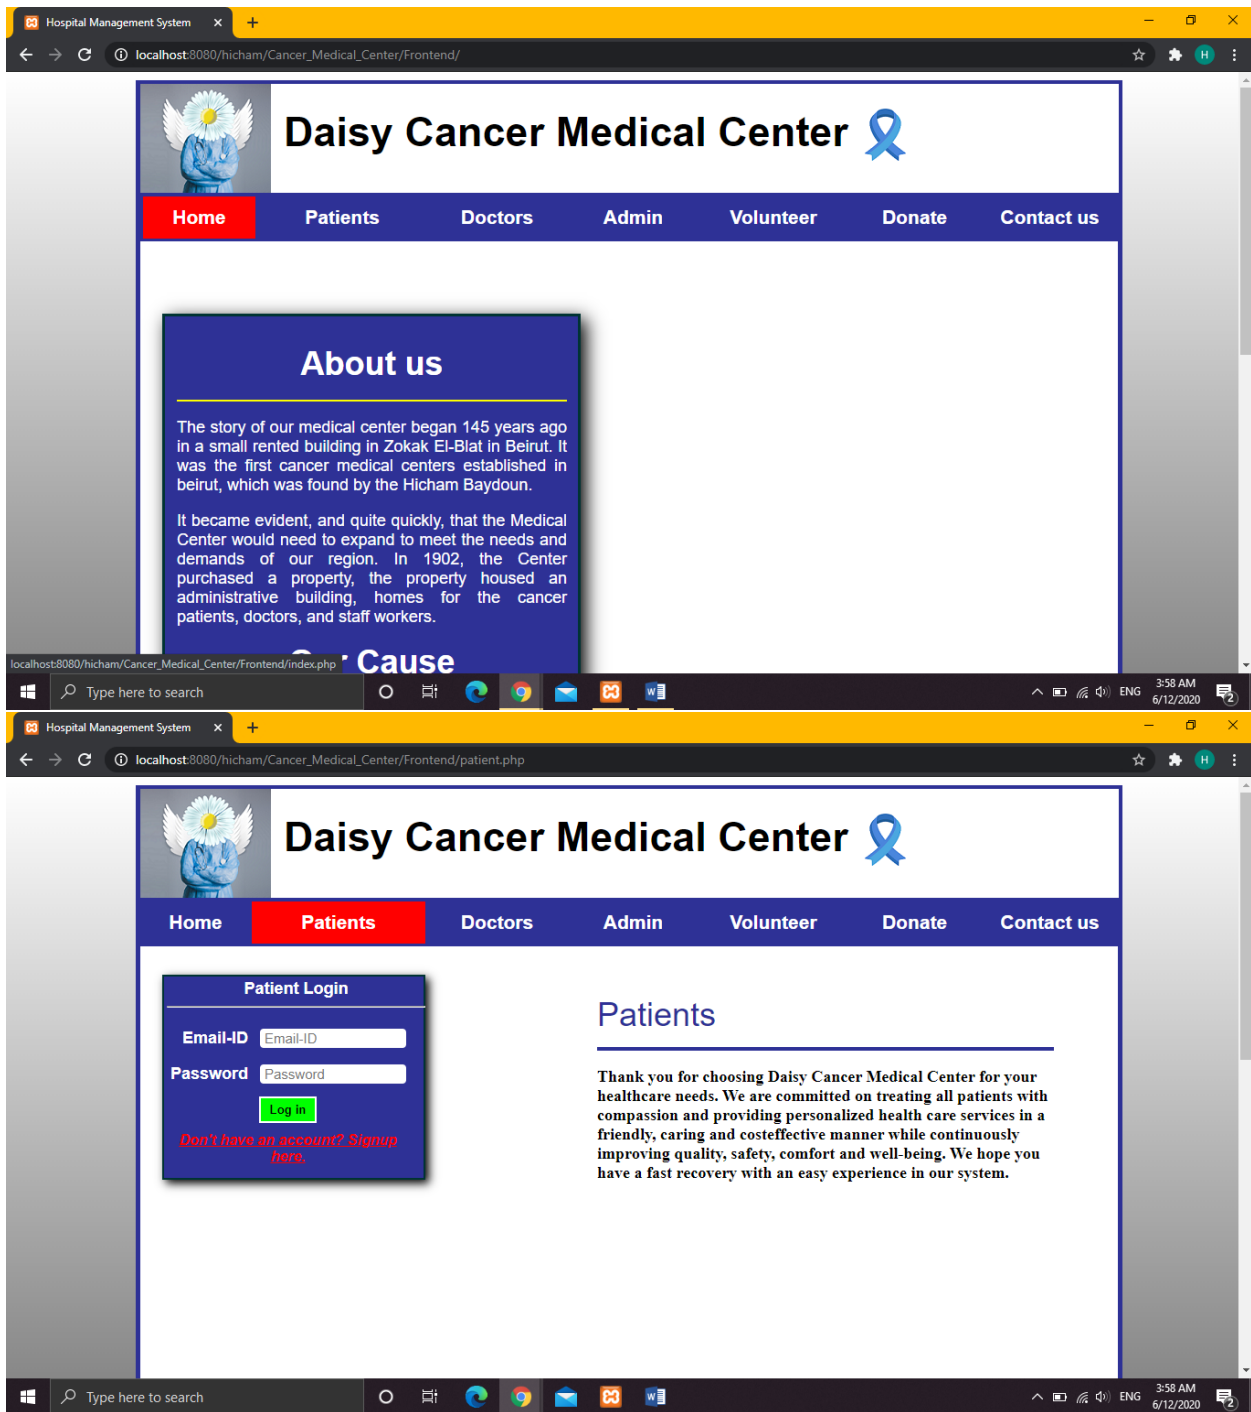 Hospital Management System
localhost:8080/hicham/Cancer_Medical_Center/Frontend/
H
Daisy Cancer Medical Center
Home Patients Doctors Admin Volunteer Donate Contact us
About us
The story of our medical center began 145 years ago
in a small rented building in Zokak El-Blat in Beirut. It
was the first cancer medical centers established in
beirut, which was found by the Hicham Baydoun.
It became evident, and quite quickly, that the Medical
Center would need to expand to meet the needs and
demands of our region. In 1902, the Center
purchased a property, the property housed an
administrative building, homes for the cancer
patients, doctors, and staff workers.
Cause
localhost:8080/hicham/Cancer_Medical_Center/Frontend/index.php
Type here to search
ENG
3:58 AM
6/12/2020
2
Hospital Management System
localhost:8080/hicham/Cancer_Medical_Center/Frontend/patient.php
H
Daisy Cancer Medical Center
Home Patients Doctors Admin Volunteer Donate Contact us
Patient Login
Email-ID Email-ID
Password Password
Log in
Don't have an account? Signup
here.
Patients
Thank you for choosing Daisy Cancer Medical Center for your
healthcare needs. We are committed on treating all patients with
compassion and providing personalized health care services in a
friendly, caring and costeffective manner while continuously
improving quality, safety, comfort and well-being. We hope you
have a fast recovery with an easy experience in our system.
Type here to search
ENG
3:58 AM
6/12/2020
2